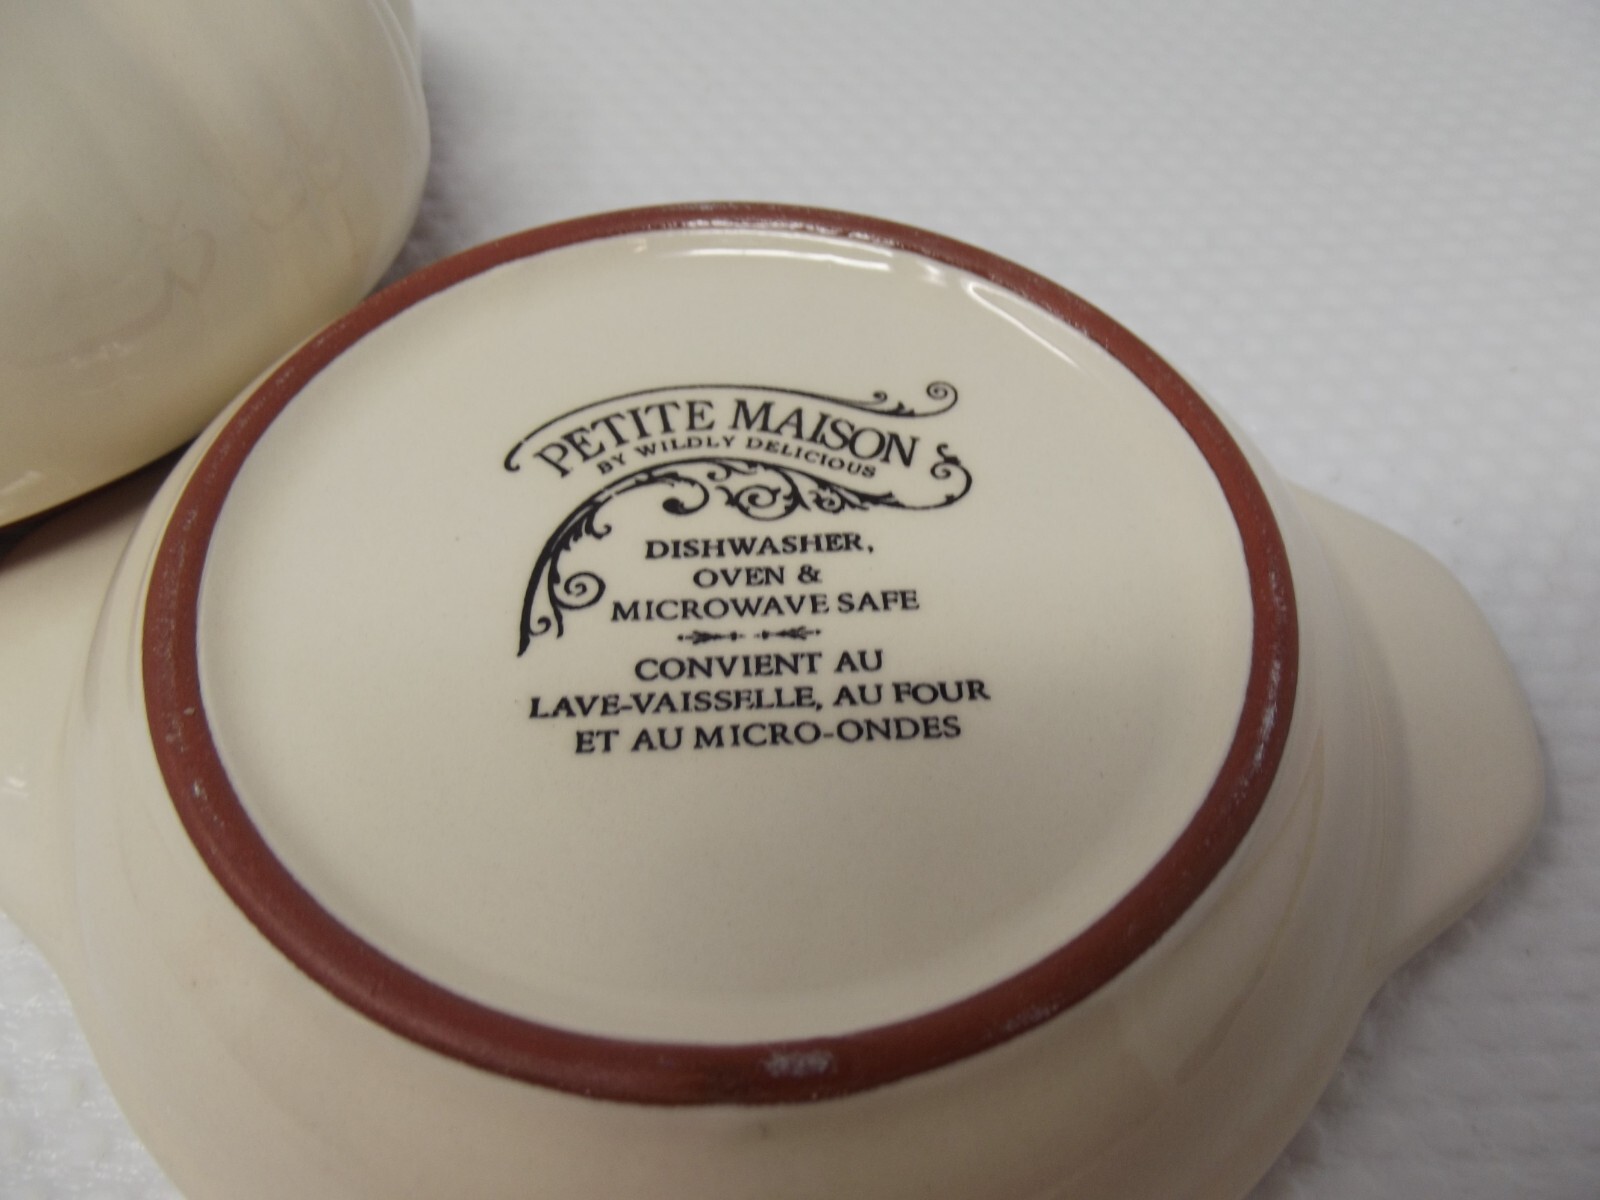 PETITE MAISON
BY WILDLY DELICIOUS
DISHWASHER,
OVEN &
MICROWAVE SAFE
CONVIENT AU
LAVE-VAISSELLE, AU FOUR
ET AU MICRO-ONDES